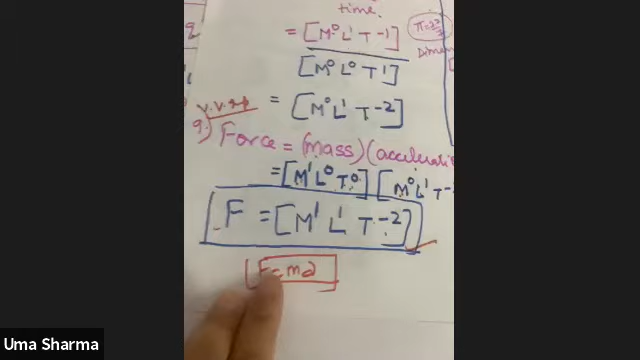 time.
= [M⁰ L¹ T⁻¹]
[M⁰ L⁰ T¹]
π=
= [M⁰ L¹ T⁻²]
9) Force = (mass) (accelerati
= [M¹ L⁰ T⁰] [M⁰ L¹ T⁻
F = [M¹ L¹ T⁻²]
F = ma
Uma Sharma